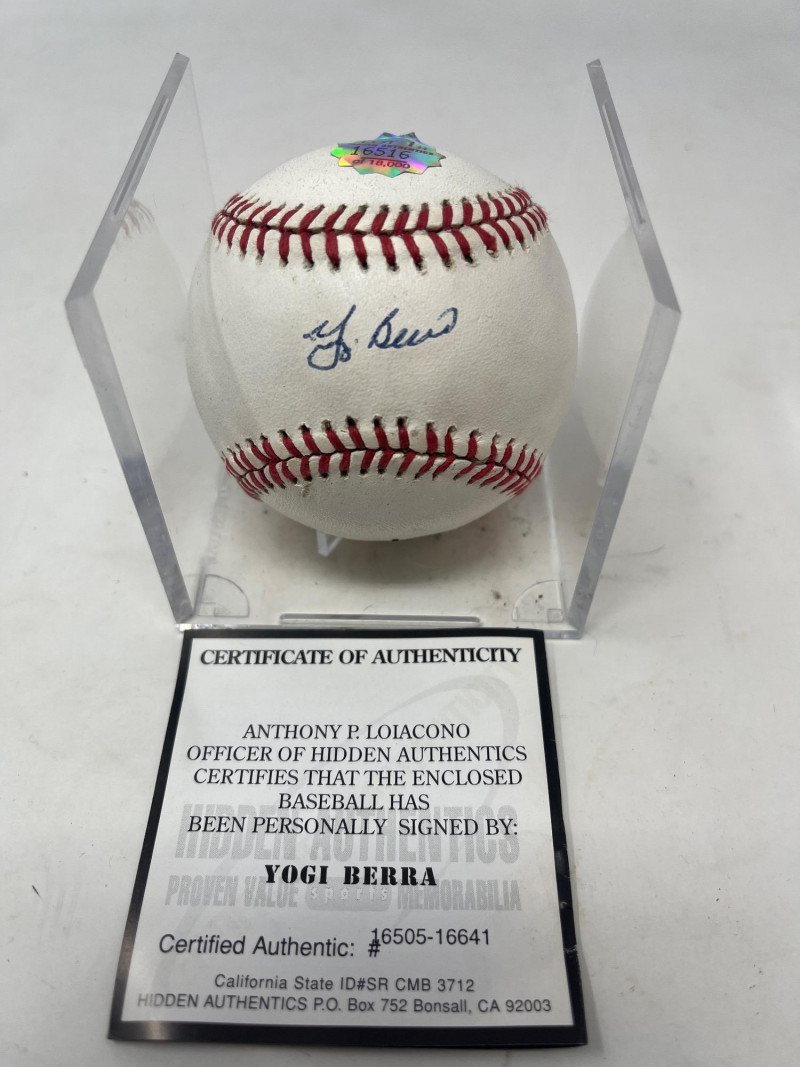 16516
of 18,000
Yogi Berra
CERTIFICATE OF AUTHENTICITY
ANTHONY P. LOIACONO
OFFICER OF HIDDEN AUTHENTICS
CERTIFIES THAT THE ENCLOSED
BASEBALL HAS
BEEN PERSONALLY SIGNED BY:
HIDDEN AUTHENTICS
YOGI BERRA
PROVEN VALUE sports MEMORABILIA
Certified Authentic: # 16505-16641
California State ID#SR CMB 3712
HIDDEN AUTHENTICS P.O. Box 752 Bonsall, CA 92003